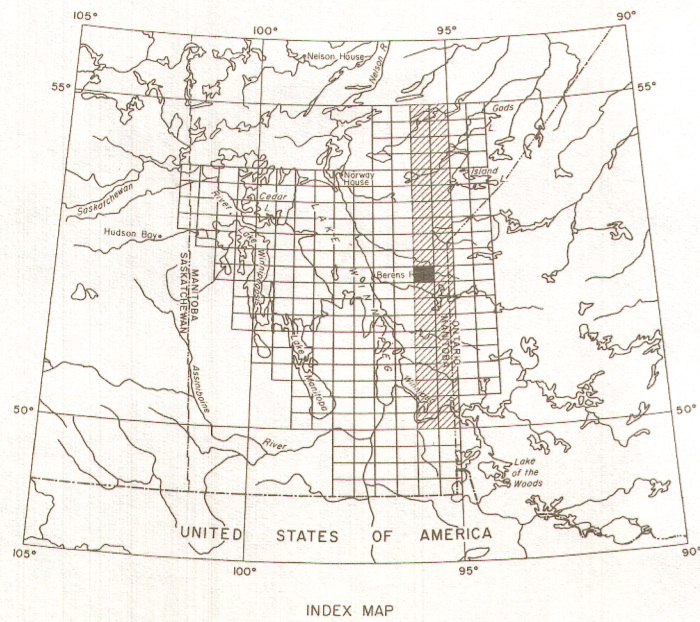 105°
100°
95°
90°
Nelson House
Nelson R
55°
55°
Gods
L
Norway
House
Island
L
Saskatchewan
River
Cedar
L
LAKE
Hudson Bay
Lake
Winnipegosis
MANITOBA
SASKATCHEWAN
Berens
WINNIPEG
ONTARIO
MANITOBA
Lake
Manitoba
Assiniboine
50°
50°
River
Lake
of the
Woods
UNITED STATES OF AMERICA
105°
100°
95°
90°
INDEX MAP